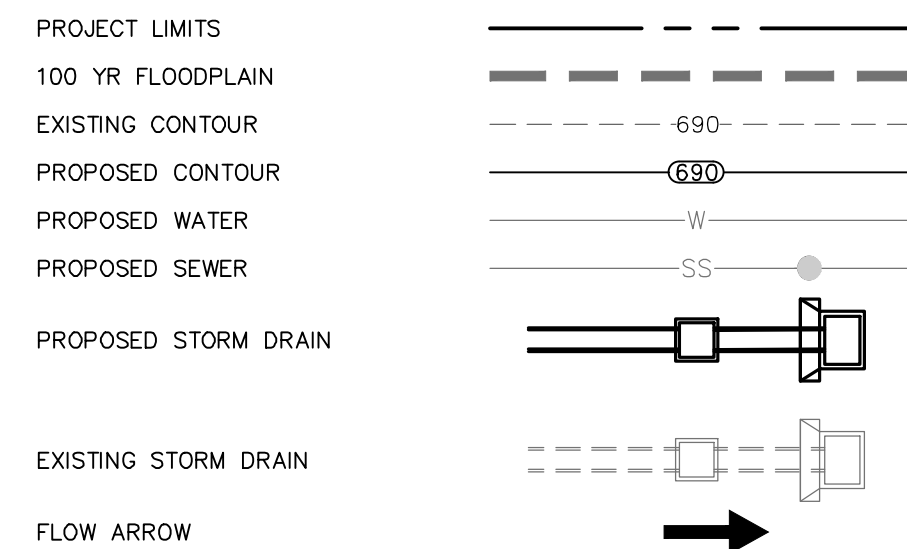 PROJECT LIMITS
100 YR FLOODPLAIN
EXISTING CONTOUR 690
PROPOSED CONTOUR 690
PROPOSED WATER W
PROPOSED SEWER SS
PROPOSED STORM DRAIN
EXISTING STORM DRAIN
FLOW ARROW